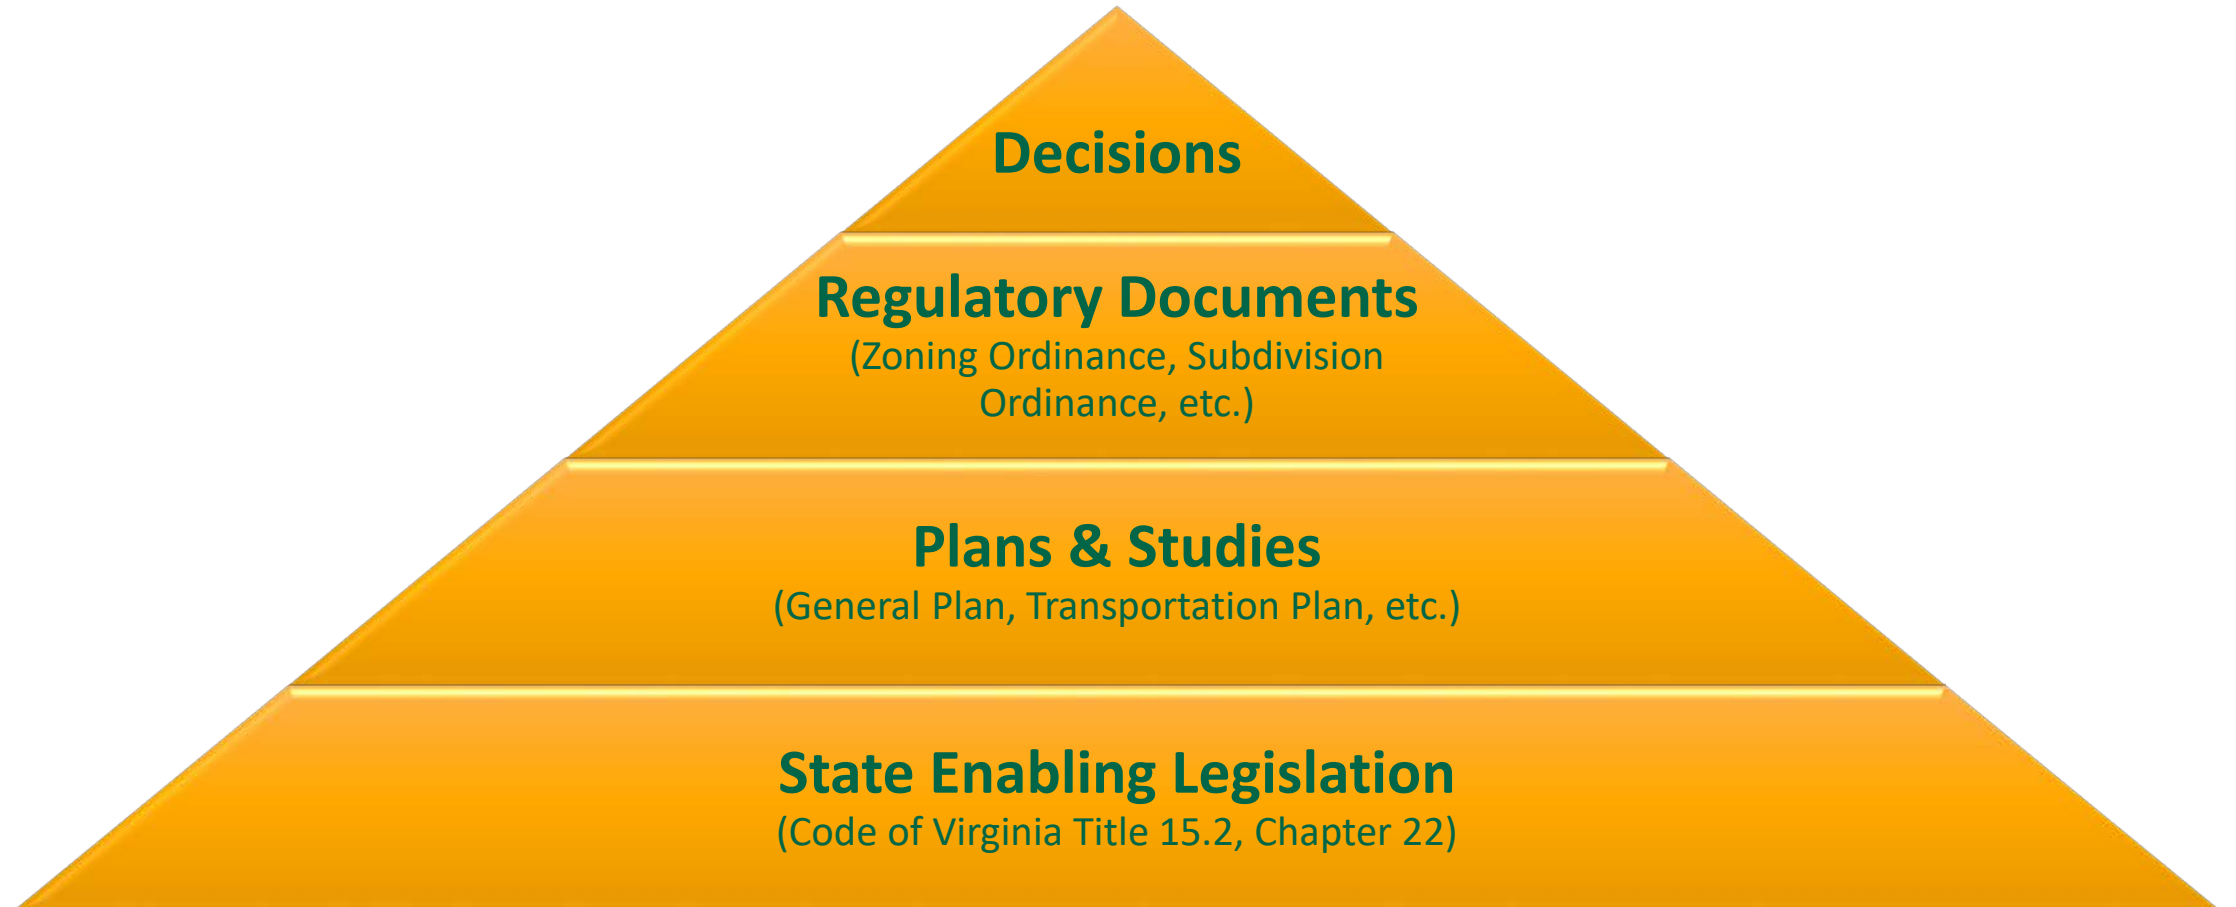 Decisions
Regulatory Documents
(Zoning Ordinance, Subdivision
Ordinance, etc.)
Plans & Studies
(General Plan, Transportation Plan, etc.)
State Enabling Legislation
(Code of Virginia Title 15.2, Chapter 22)